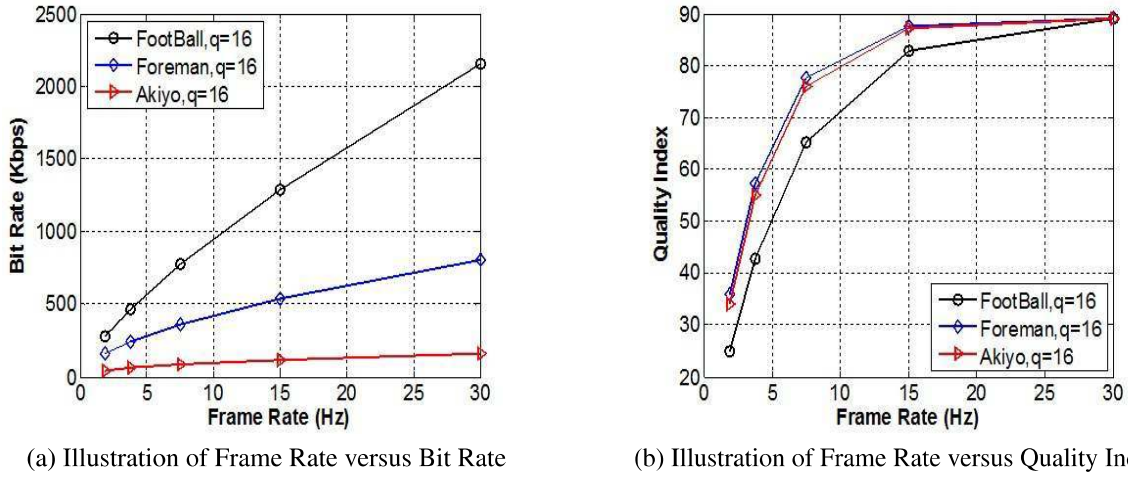 2500
2000
1500
1000
500
0
Bit Rate (Kbps)
FootBall,q=16
Foreman,q=16
Akiyo,q=16
0 5 10 15 20 25 30
Frame Rate (Hz)
(a) Illustration of Frame Rate versus Bit Rate
90
80
70
60
50
40
30
20
Quality Index
FootBall,q=16
Foreman,q=16
Akiyo,q=16
0 5 10 15 20 25 30
Frame Rate (Hz)
(b) Illustration of Frame Rate versus Quality